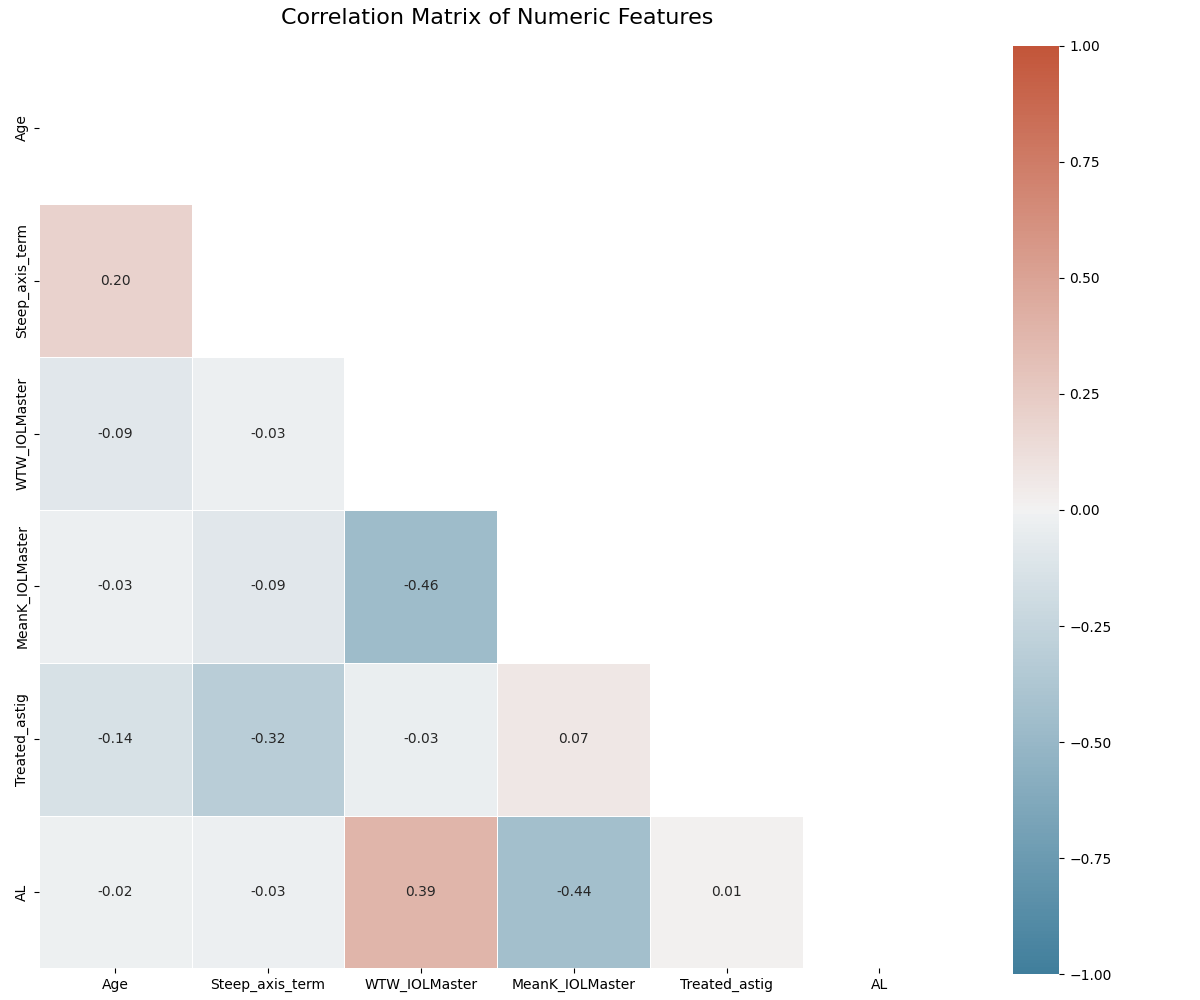 Correlation Matrix of Numeric Features
Age
Steep_axis_term
0.20
WTW_IOLMaster
-0.09 -0.03
MeanK_IOLMaster
-0.03 -0.09 -0.46
Treated_astig
-0.14 -0.32 -0.03 0.07
AL
-0.02 -0.03 0.39 -0.44 0.01
Age Steep_axis_term WTW_IOLMaster MeanK_IOLMaster Treated_astig AL
1.00
0.75
0.50
0.25
0.00
−0.25
−0.50
−0.75
−1.00